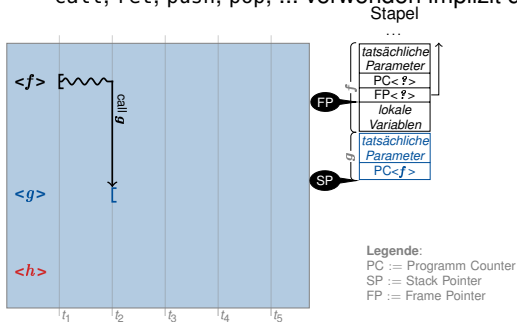 call, ret, push, pop, ... verwenden implizit d
Stapel
...
tatsächliche
Parameter
PC<?>
FP<?>
lokale
Variablen
tatsächliche
Parameter
PC<f>
f
g
FP
SP
<f>
call g
<g>
<h>
t1 t2 t3 t4 t5
Legende:
PC := Programm Counter
SP := Stack Pointer
FP := Frame Pointer